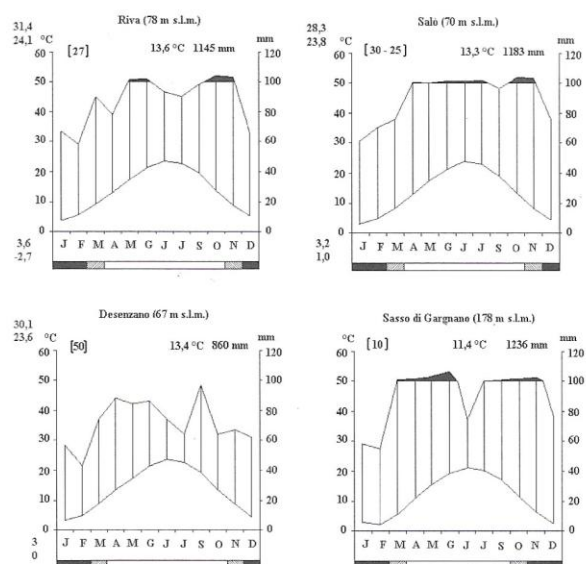 Riva (78 m s.l.m.)
31,4
24,1 °C mm
[27] 13,6 °C 1145 mm
60 120
50 100
40 80
30 60
20 40
10 20
0 0
J F M A M G J J S O N D
3,6
-2,7
Salò (70 m s.l.m.)
28,3
23,8 °C mm
[30 - 25] 13,3 °C 1183 mm
60 120
50 100
40 80
30 60
20 40
10 20
0 0
J F M A M G J J S O N D
3,2
1,0
Desenzano (67 m s.l.m.)
30,1
23,6 °C mm
[50] 13,4 °C 860 mm
60 120
50 100
40 80
30 60
20 40
10 20
0 0
J F M A M G J J S O N D
3
0
Sasso di Gargnano (178 m s.l.m.)
°C mm
[10] 11,4 °C 1236 mm
60 120
50 100
40 80
30 60
20 40
10 20
0 0
J F M A M G J J S O N D